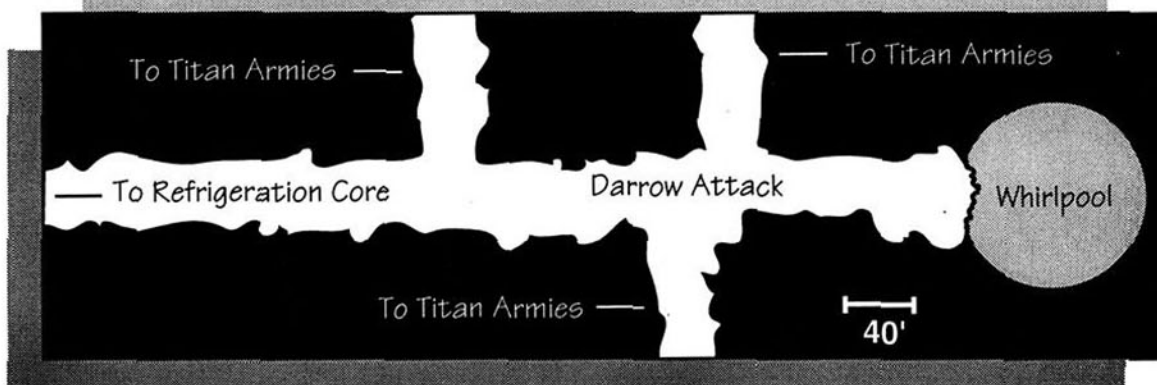 To Titan Armies
To Titan Armies
To Refrigeration Core
Darrow Attack
Whirlpool
To Titan Armies
40'